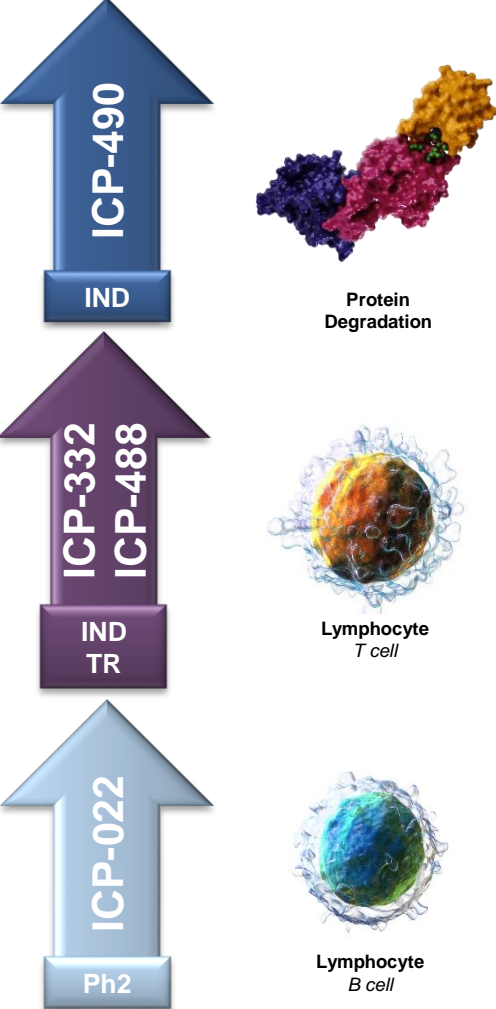 ICP-490
IND
Protein
Degradation
ICP-332
ICP-488
IND
TR
Lymphocyte
T cell
ICP-022
Ph2
Lymphocyte
B cell